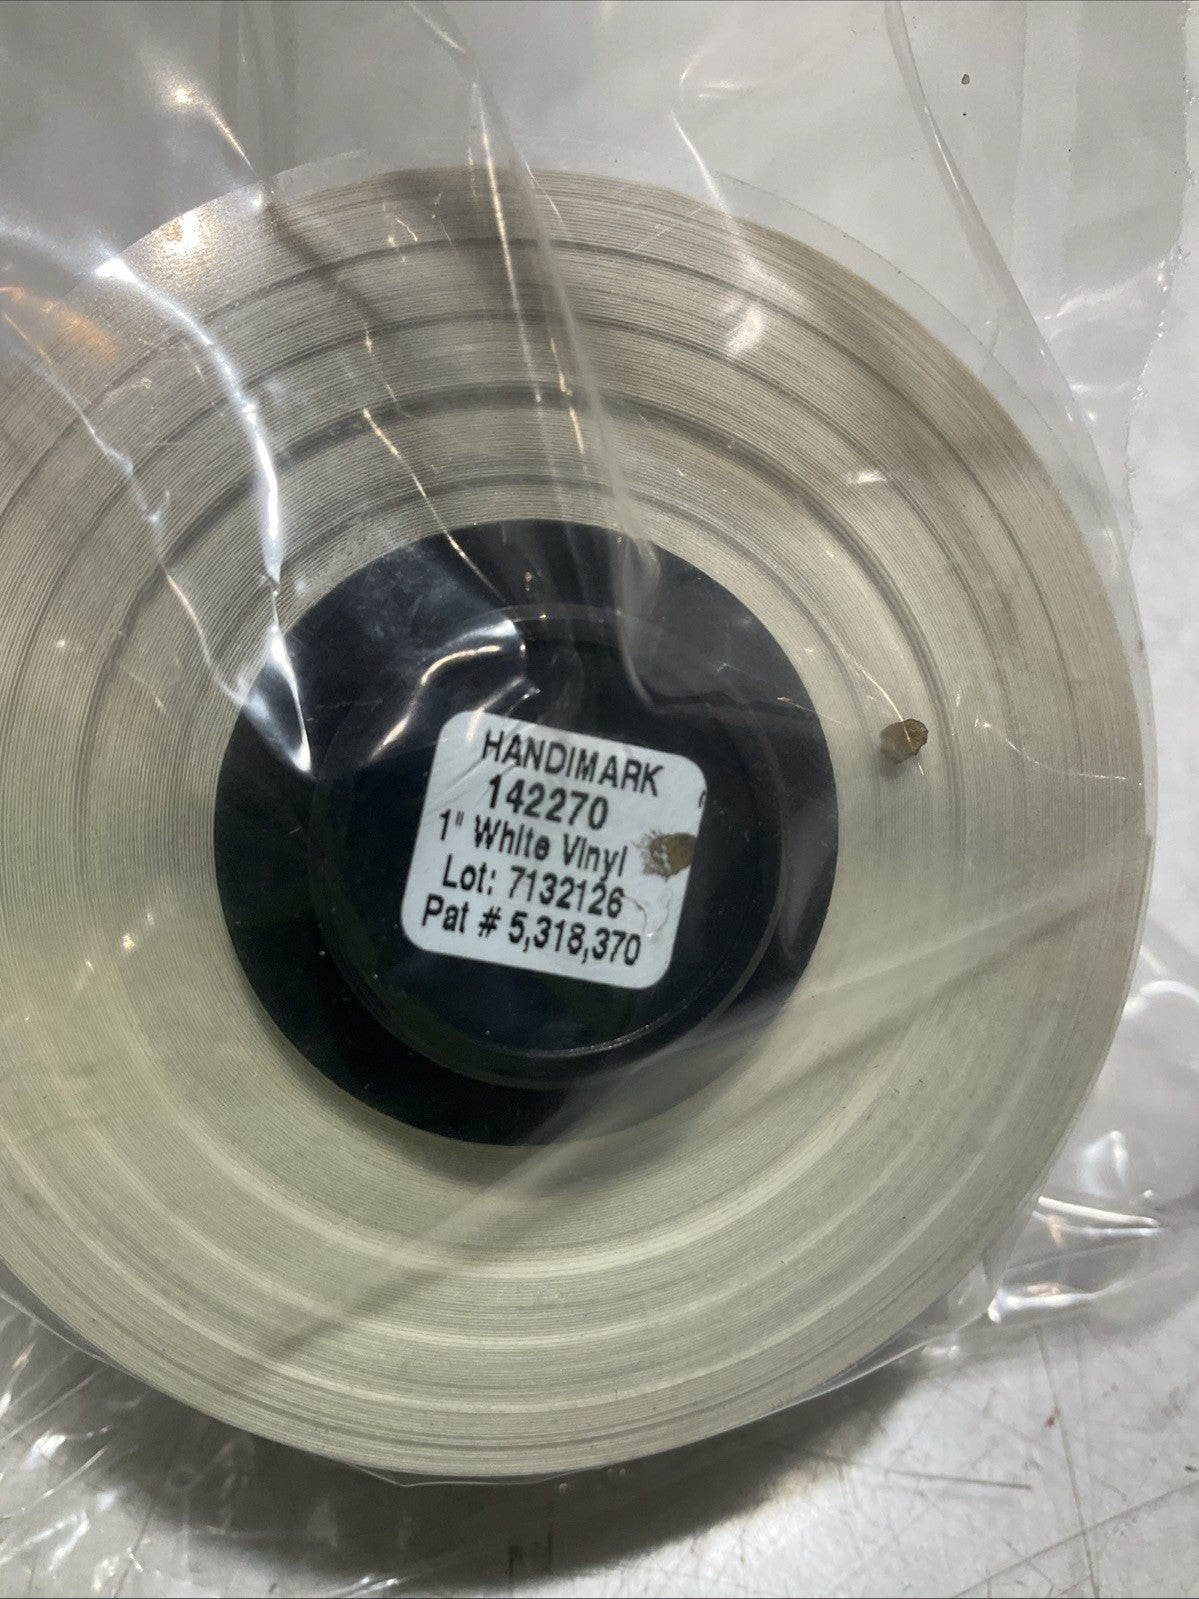 HANDIMARK
142270
1" White Vinyl
Lot: 7132126
Pat # 5,318,370